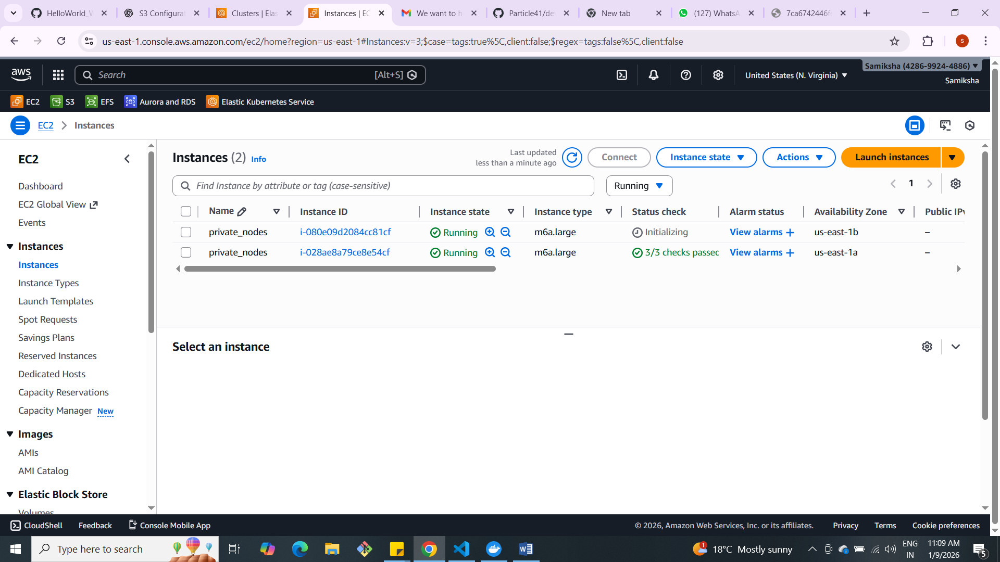 HelloWorld_W
S3 Configurat
Clusters | Elas
Instances | EC
We want to h
Particle41/dev
New tab
(127) WhatsA
7ca6742446f
us-east-1.console.aws.amazon.com/ec2/home?region=us-east-1#Instances:v=3;$case=tags:true%5C,client:false;$regex=tags:false%5C,client:false
S
aws
Search
[Alt+S]
United States (N. Virginia)
Samiksha (4286-9924-4886)
Samiksha
EC2
S3
EFS
Aurora and RDS
Elastic Kubernetes Service
EC2
Instances
EC2
Dashboard
EC2 Global View
Events
Instances
Instances
Instance Types
Launch Templates
Spot Requests
Savings Plans
Reserved Instances
Dedicated Hosts
Capacity Reservations
Capacity Manager New
Images
AMIs
AMI Catalog
Elastic Block Store
Volumes
Instances (2) Info
Last updated
less than a minute ago
Connect
Instance state
Actions
Launch instances
Find Instance by attribute or tag (case-sensitive)
Running
1
Name Instance ID Instance state Instance type Status check Alarm status Availability Zone Public IPv
private_nodes i-080e09d2084cc81cf Running m6a.large Initializing View alarms + us-east-1b –
private_nodes i-028ae8a79ce8e54cf Running m6a.large 3/3 checks passed View alarms + us-east-1a –
Select an instance
CloudShell
Feedback
Console Mobile App
© 2026, Amazon Web Services, Inc. or its affiliates.
Privacy
Terms
Cookie preferences
Type here to search
1
18°C Mostly sunny
ENG
IN
11:09 AM
1/9/2026
5